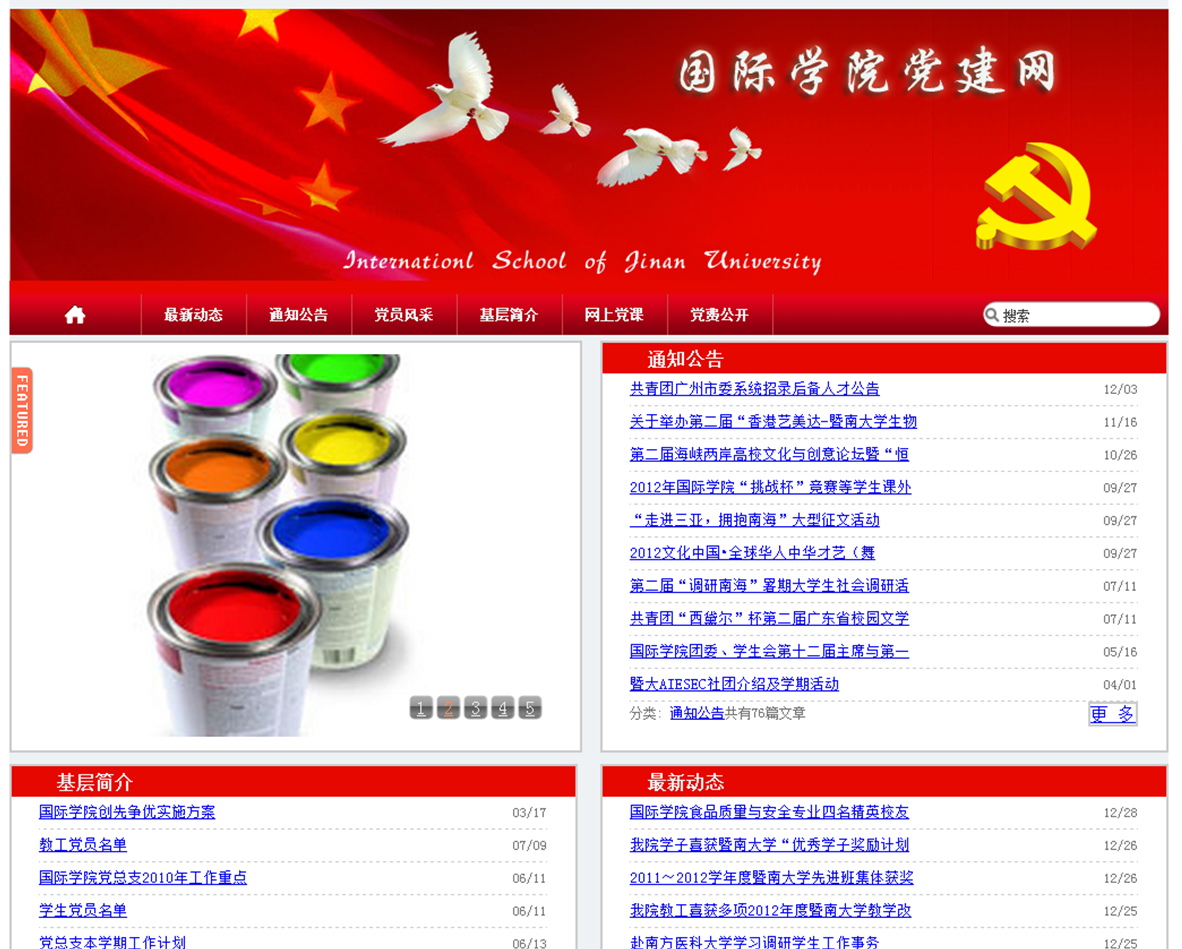 国际学院党建网
Internationl School of Jinan University
最新动态 通知公告 党员风采 基层简介 网上党课 党费公开 搜索
FEATURED
1 2 3 4 5
通知公告
共青团广州市委系统招录后备人才公告 12/03
关于举办第二届“香港艺美达-暨南大学生物 11/16
第二届海峡两岸高校文化与创意论坛暨“恒 10/26
2012年国际学院“挑战杯”竞赛等学生课外 09/27
“走进三亚，拥抱南海”大型征文活动 09/27
2012文化中国•全球华人中华才艺（舞 09/27
第二届“调研南海”暑期大学生社会调研活 07/11
共青团“西黛尔”杯第二届广东省校园文学 07/11
国际学院团委、学生会第十二届主席与第一 05/16
暨大AIESEC社团介绍及学期活动 04/01
分类: 通知公告共有76篇文章 更 多
基层简介
国际学院创先争优实施方案 03/17
教工党员名单 07/09
国际学院党总支2010年工作重点 06/11
学生党员名单 06/11
党总支本学期工作计划 06/13
最新动态
国际学院食品质量与安全专业四名精英校友 12/28
我院学子喜获暨南大学“优秀学子奖励计划 12/26
2011～2012学年度暨南大学先进班集体获奖 12/26
我院教工喜获多项2012年度暨南大学教学改 12/25
赴南方医科大学学习调研学生工作事务 12/25